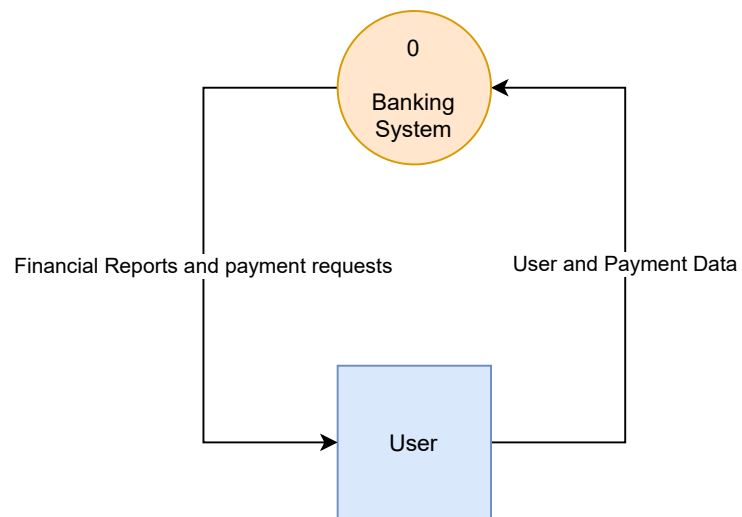 0
Banking
System
Financial Reports and payment requests
User and Payment Data
User